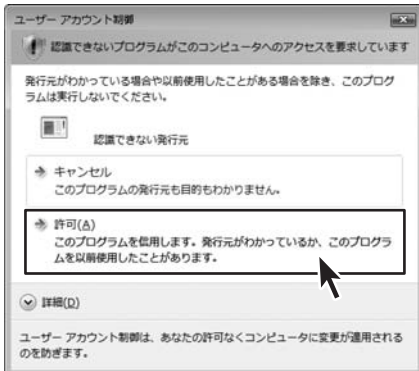 ユーザー アカウント制御
認識できないプログラムがこのコンピュータへのアクセスを要求しています
発行元がわかっている場合や以前使用したことがある場合を除き、このプログ
ラムは実行しないでください。
認識できない発行元
キャンセル
このプログラムの発行元も目的もわかりません。
許可(A)
このプログラムを信用します。発行元がわかっているか、このプログラ
ムを以前使用したことがあります。
詳細(D)
ユーザー アカウント制御は、あなたの許可なくコンピュータに変更が適用される
のを防ぎます。